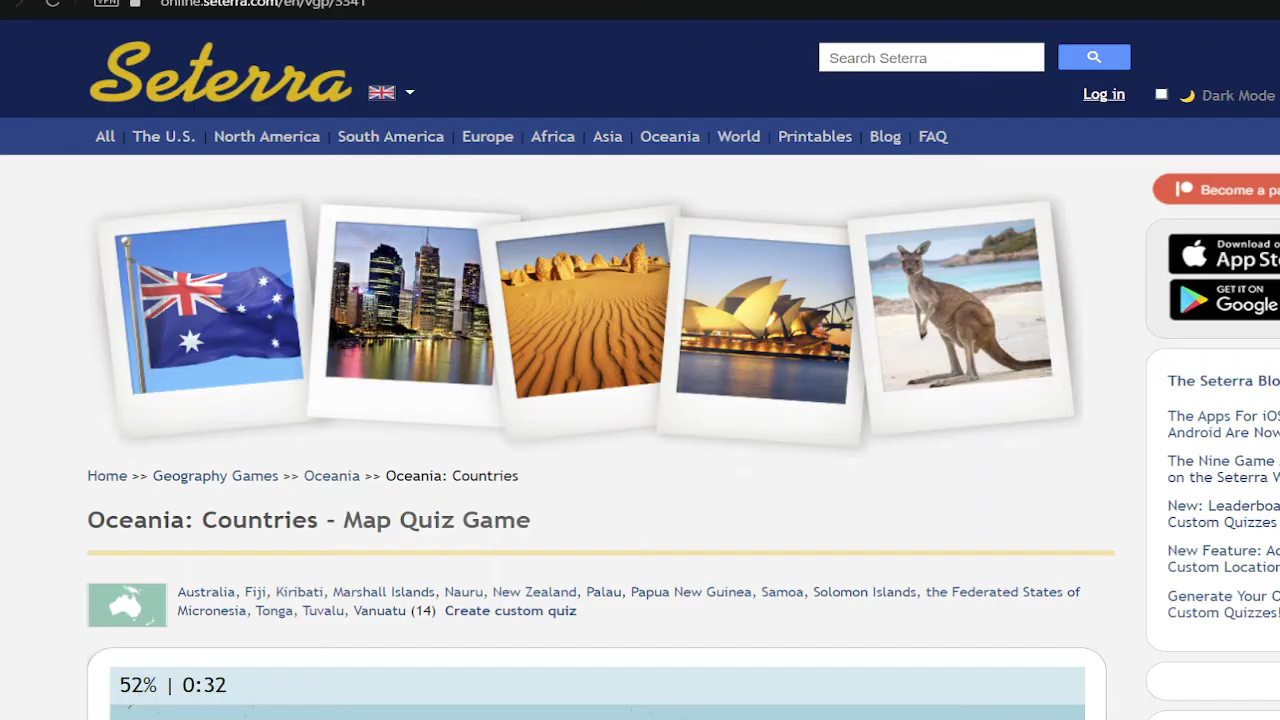 VPN online.seterra.com/en/vgp/3341
Seterra
Search Seterra
Log in
Dark Mode
All | The U.S. | North America | South America | Europe | Africa | Asia | Oceania | World | Printables | Blog | FAQ
Become a pa
Download o
App Sto
GET IT ON
Google
Home >> Geography Games >> Oceania >> Oceania: Countries
Oceania: Countries - Map Quiz Game
Australia, Fiji, Kiribati, Marshall Islands, Nauru, New Zealand, Palau, Papua New Guinea, Samoa, Solomon Islands, the Federated States of
Micronesia, Tonga, Tuvalu, Vanuatu (14) Create custom quiz
52% | 0:32
The Seterra Blo
The Apps For iOS
Android Are Now
The Nine Game
on the Seterra W
New: Leaderboa
Custom Quizzes
New Feature: Ad
Custom Location
Generate Your O
Custom Quizzes!